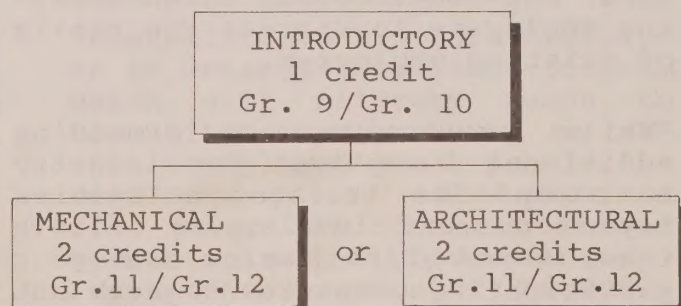 INTRODUCTORY
1 credit
Gr. 9/Gr. 10
MECHANICAL
2 credits
Gr.11/Gr.12
or
ARCHITECTURAL
2 credits
Gr.11/Gr.12